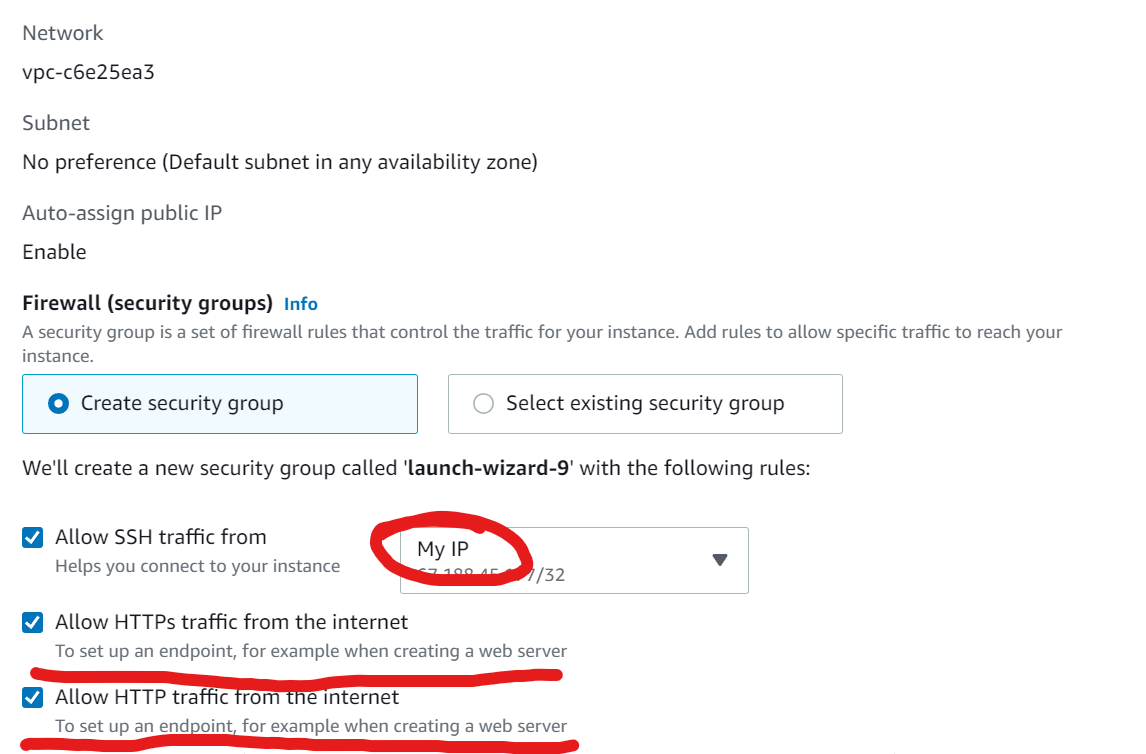 Network
vpc-c6e25ea3
Subnet
No preference (Default subnet in any availability zone)
Auto-assign public IP
Enable
Firewall (security groups) Info
A security group is a set of firewall rules that control the traffic for your instance. Add rules to allow specific traffic to reach your
instance.
Create security group
Select existing security group
We'll create a new security group called 'launch-wizard-9' with the following rules:
Allow SSH traffic from
Helps you connect to your instance
My IP
Allow HTTPs traffic from the internet
To set up an endpoint, for example when creating a web server
Allow HTTP traffic from the internet
To set up an endpoint, for example when creating a web server